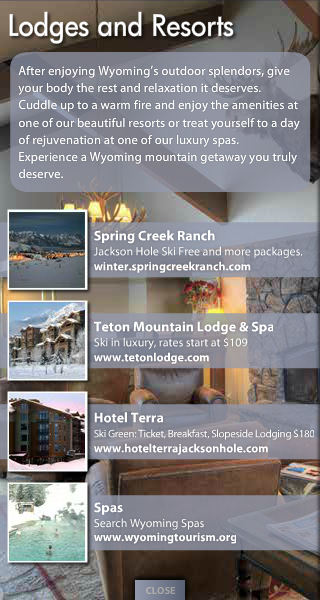 Lodges and Resorts
After enjoying Wyoming's outdoor splendors, give
your body the rest and relaxation it deserves.
Cuddle up to a warm fire and enjoy the amenities at
one of our beautiful resorts or treat yourself to a day
of rejuvenation at one of our luxury spas.
Experience a Wyoming mountain getaway you truly
deserve.
Spring Creek Ranch
Jackson Hole Ski Free and more packages.
winter.springcreekranch.com
Teton Mountain Lodge & Spa
Ski in luxury, rates start at $109
www.tetonlodge.com
Hotel Terra
Ski Green: Ticket, Breakfast, Slopeside Lodging $180
www.hotelterrajacksonhole.com
Spas
Search Wyoming Spas
www.wyomingtourism.org
CLOSE